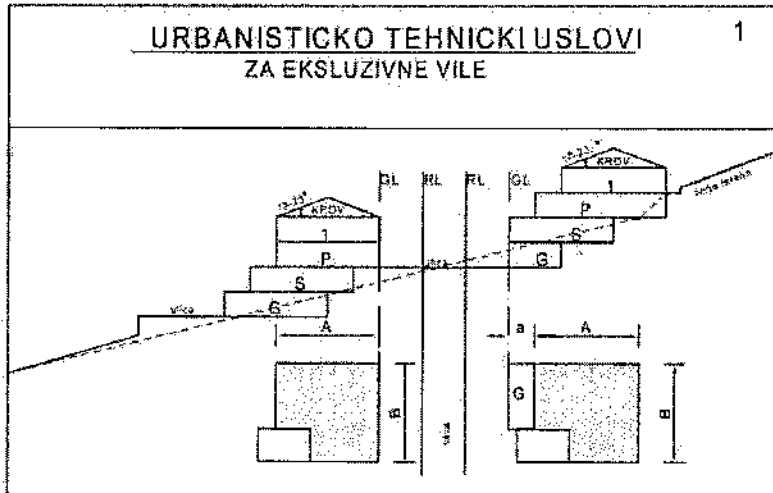 URBANISTICKO TEHNICKI USLOVI
1
ZA EKSLUZIVNE VILE
GL RL RL GL
KROV
1
P
S
G
KROV
1
P
S
G
A
B
a
A
G
B